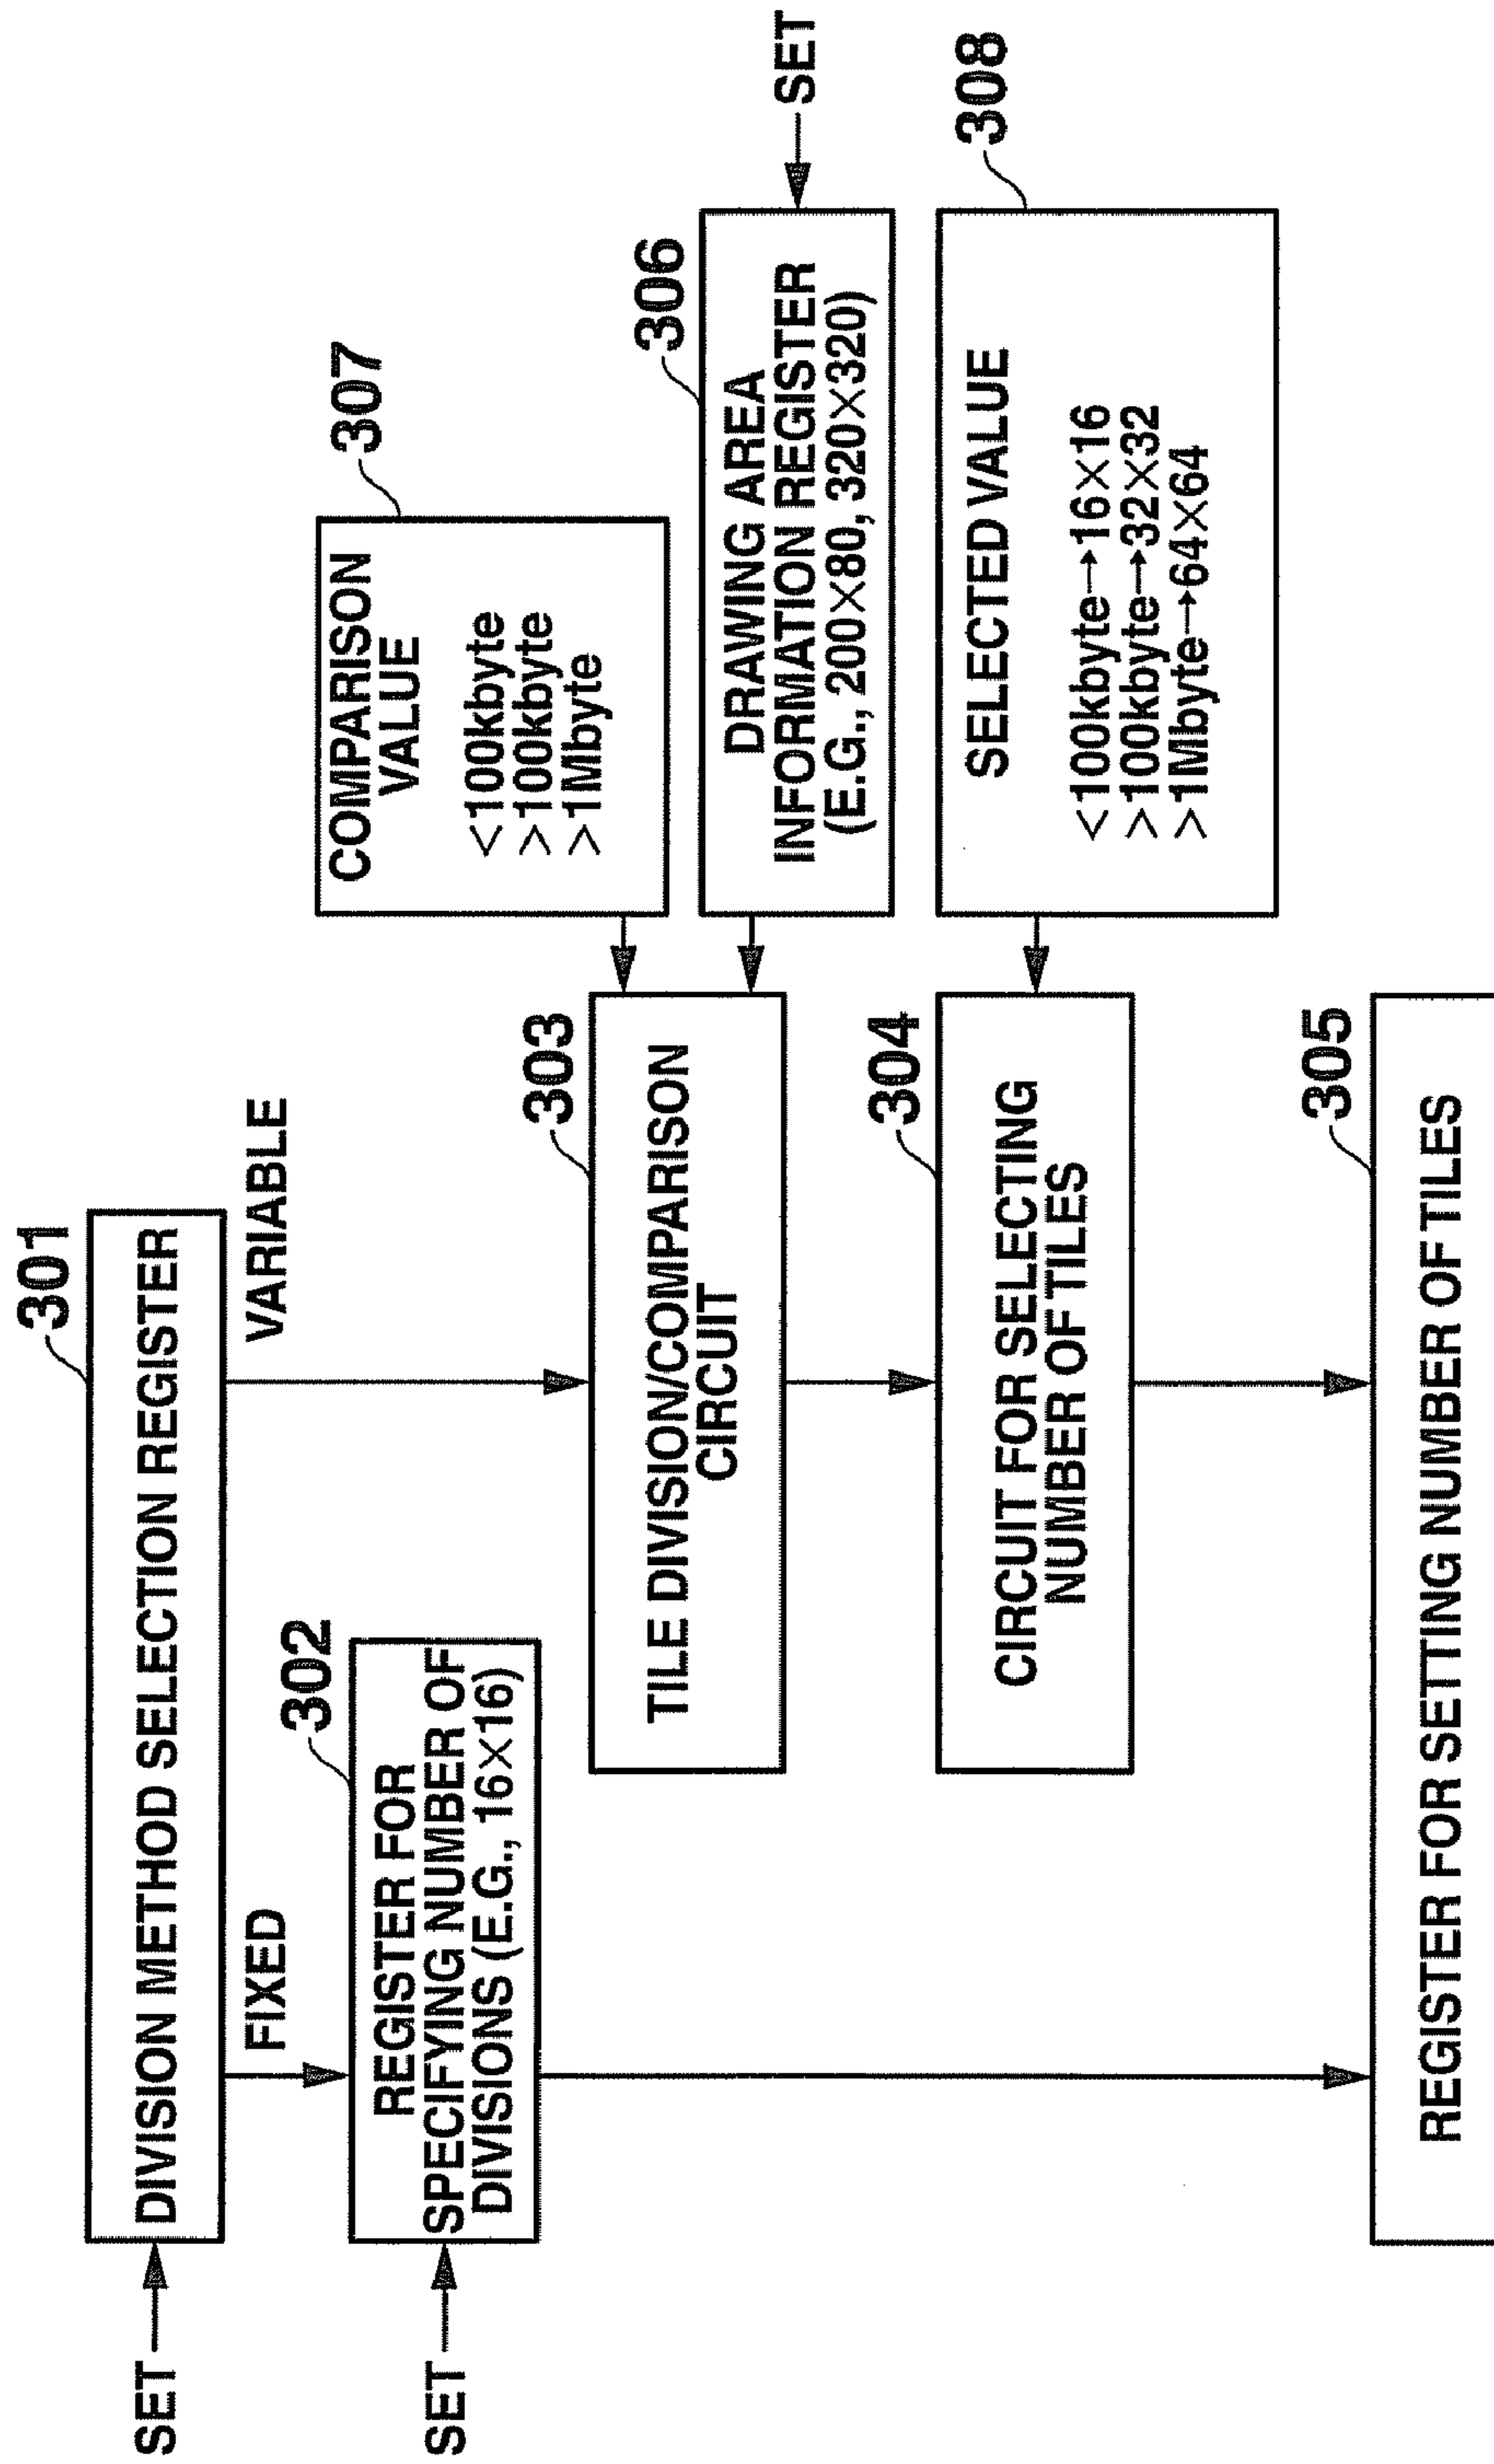 301
SET
DIVISION METHOD SELECTION REGISTER
FIXED
VARIABLE
302
SET
REGISTER FOR
SPECIFYING NUMBER OF
DIVISIONS (E.G., 16×16)
307
COMPARISON
VALUE
<100kbyte
>100kbyte
>1Mbyte
303
TILE DIVISION/COMPARISON
CIRCUIT
306
DRAWING AREA
INFORMATION REGISTER
(E.G., 200×80, 320×320)
SET
304
CIRCUIT FOR SELECTING
NUMBER OF TILES
308
SELECTED VALUE
<100kbyte→16×16
>100kbyte→32×32
>1Mbyte→64×64
305
REGISTER FOR SETTING NUMBER OF TILES